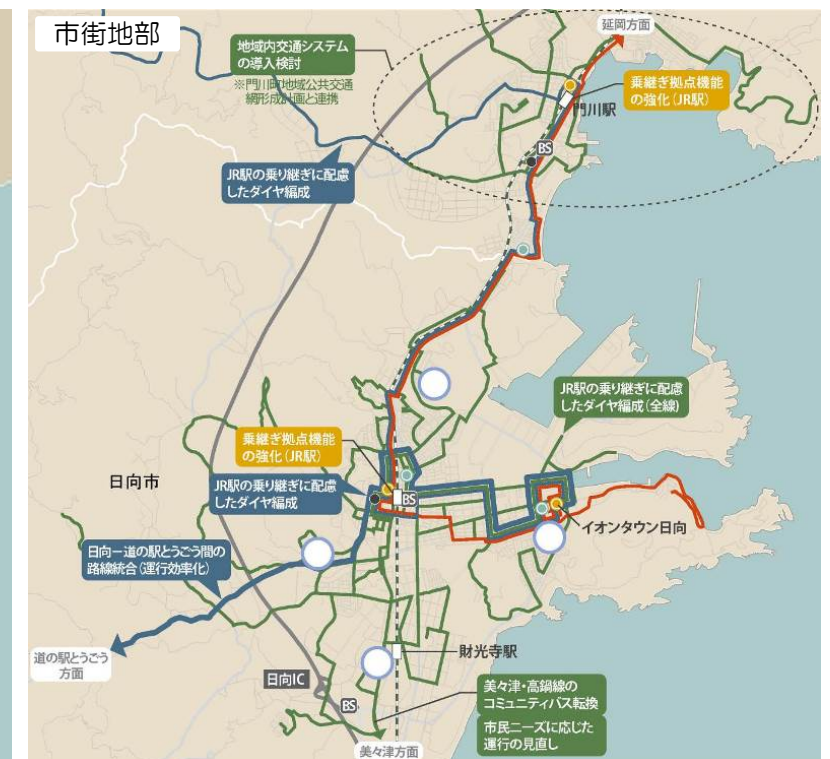 市街地部
延岡方面
地域内交通システム
の導入検討
※門川町地域公共交通
網形成計画と連携
乗継ぎ拠点機能
の強化(JR駅)
門川駅
BS
JR駅の乗り継ぎに配慮
したダイヤ編成
JR駅の乗り継ぎに配慮
したダイヤ編成(全線)
乗継ぎ拠点機能
の強化(JR駅)
日向市
JR駅の乗り継ぎに配慮
したダイヤ編成
BS
イオンタウン日向
日向ー道の駅とうごう間の
路線統合(運行効率化)
道の駅とうごう
方面
財光寺駅
日向IC
BS
美々津・高鍋線の
コミュニティバス転換
市民ニーズに応じた
運行の見直し
美々津方面